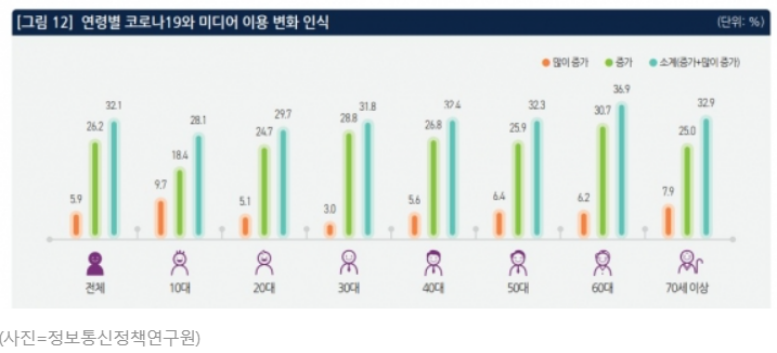 [그림 12] 연령별 코로나19와 미디어 이용 변화 인식 (단위: %)
많이 증가 증가 소계(증가+많이 증가)
5.9 26.2 32.1
9.7 18.4 28.1
5.1 24.7 29.7
3.0 28.8 31.8
5.6 26.8 32.4
6.4 25.9 32.3
6.2 30.7 36.9
7.9 25.0 32.9
전체 10대 20대 30대 40대 50대 60대 70세 이상
(사진=정보통신정책연구원)